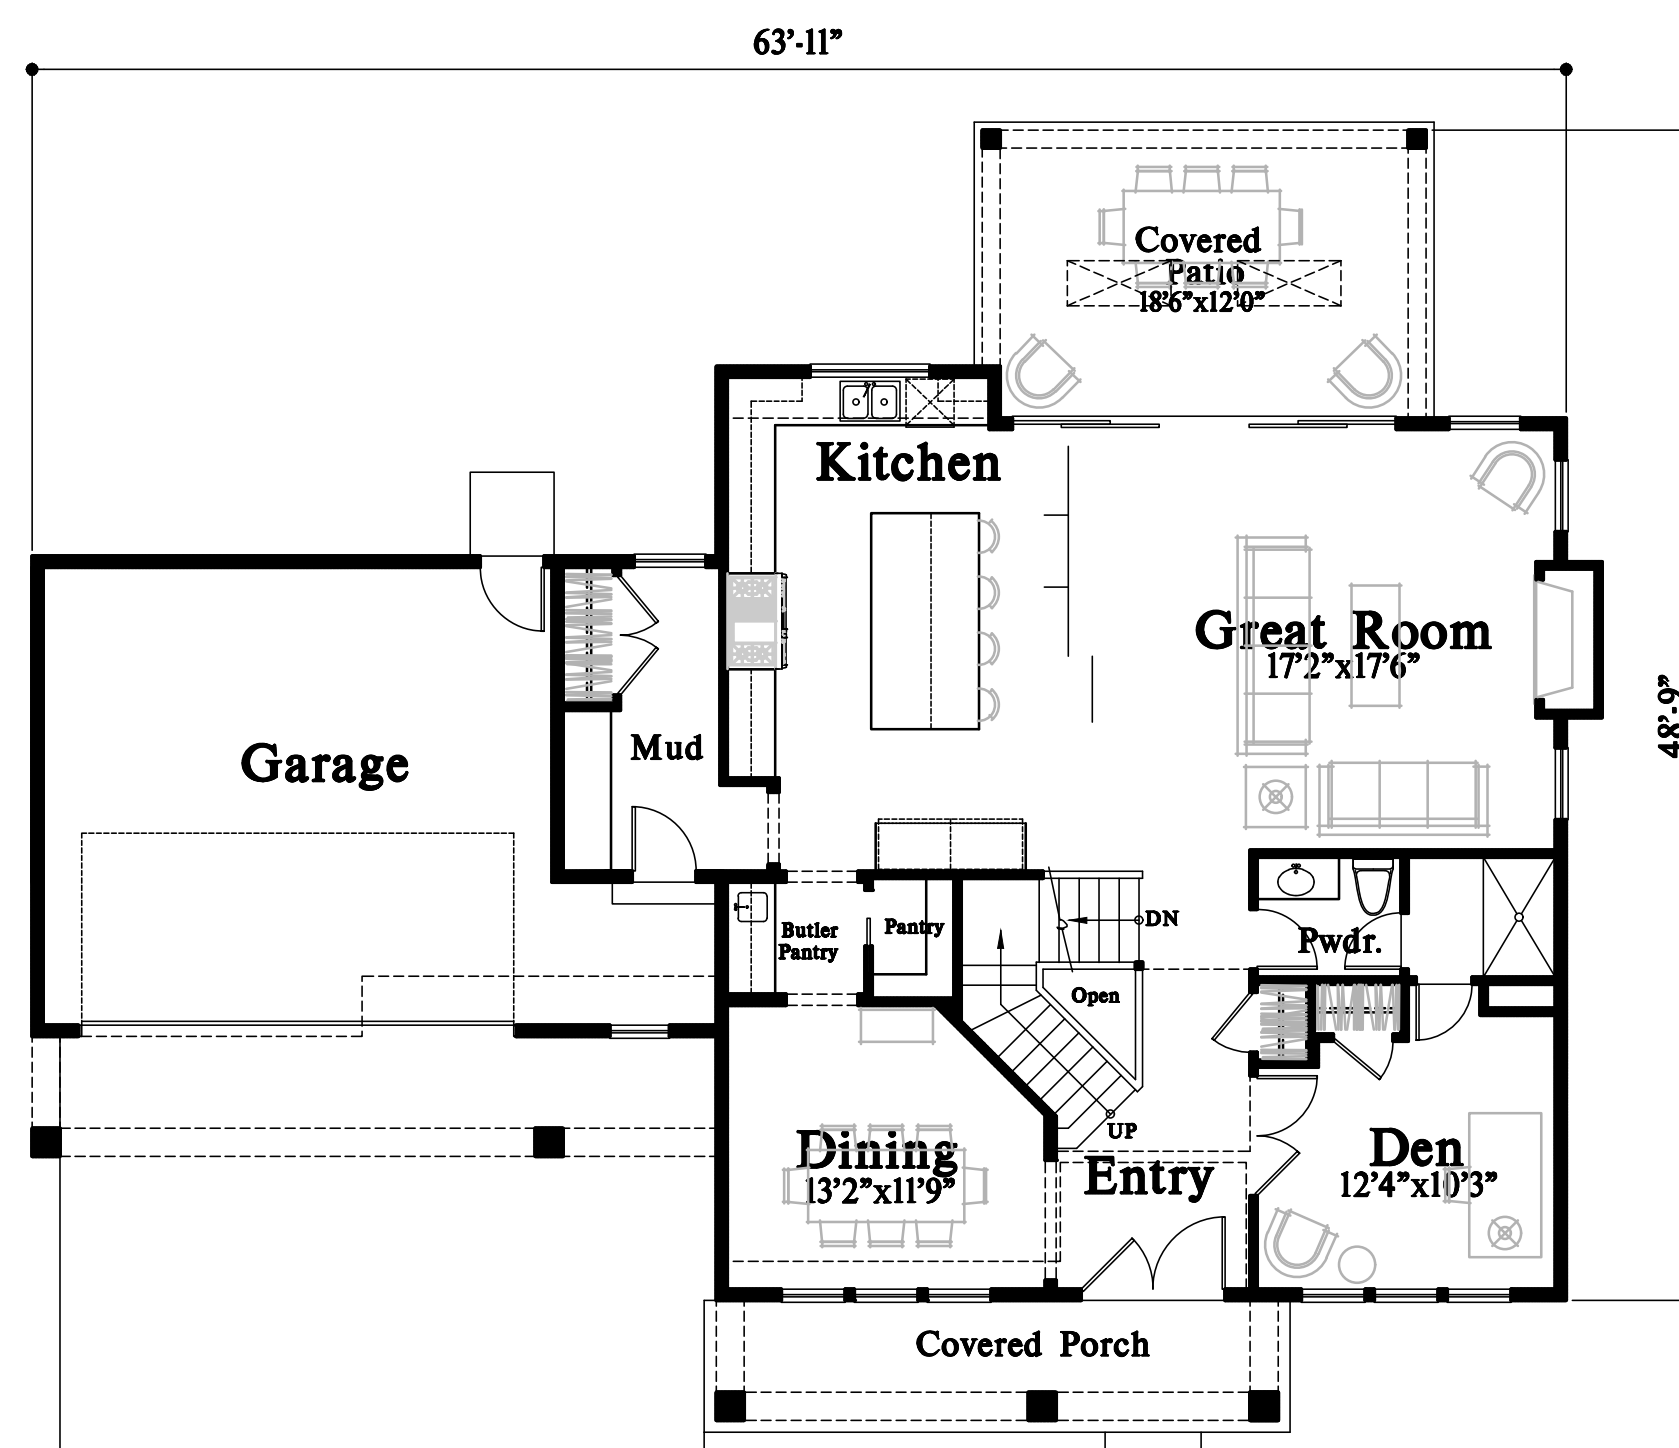 63'-11"
Covered
Patio
18'6"x12'0"
Kitchen
Great Room
17'2"x17'6"
48'-9"
Garage
Mud
Butler
Pantry
Pantry
DN
Pwdr.
Open
UP
Dining
13'2"x11'9"
Entry
Den
12'4"x10'3"
Covered Porch